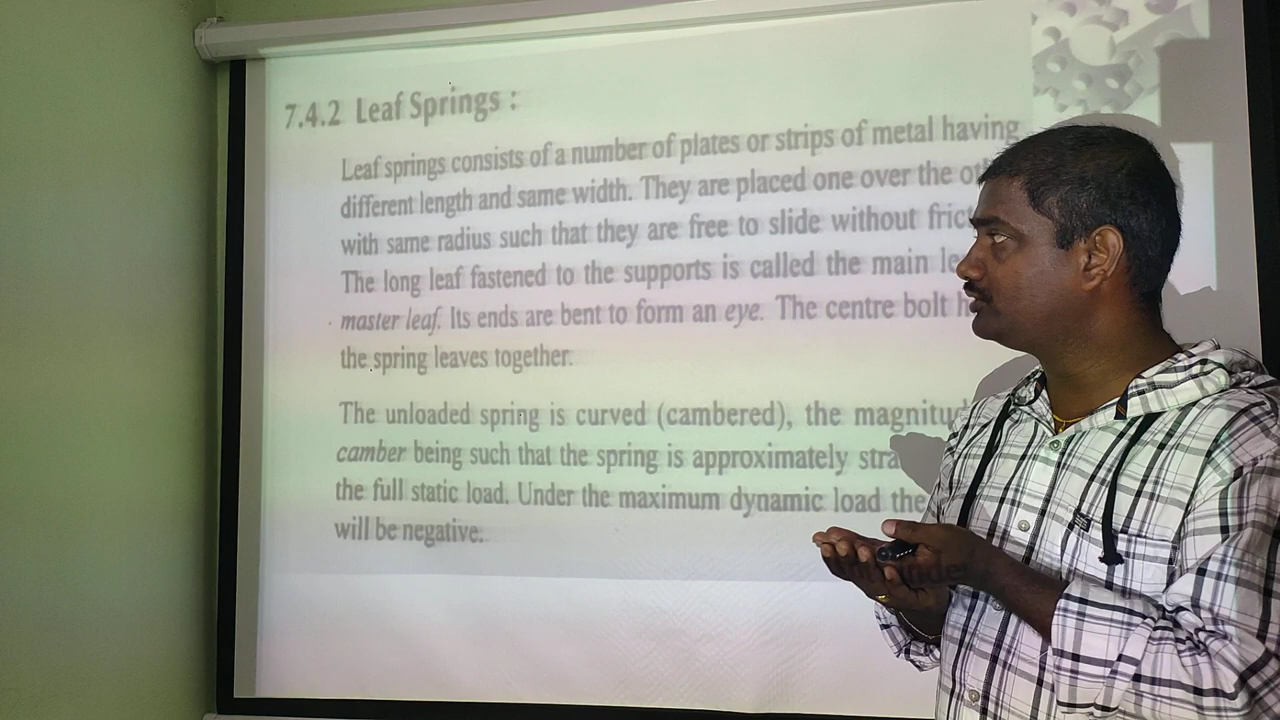 7.4.2 Leaf Springs :
Leaf springs consists of a number of plates or strips of metal having
different length and same width. They are placed one over the
with same radius such that they are free to slide without
The long leaf fastened to the supports is called the main
master leaf. Its ends are bent to form an eye. The centre bolt
the spring leaves together.
The unloaded spring is curved (cambered), the
camber being such that the spring is approximately
the full static load. Under the maximum dynamic load the
will be negative.